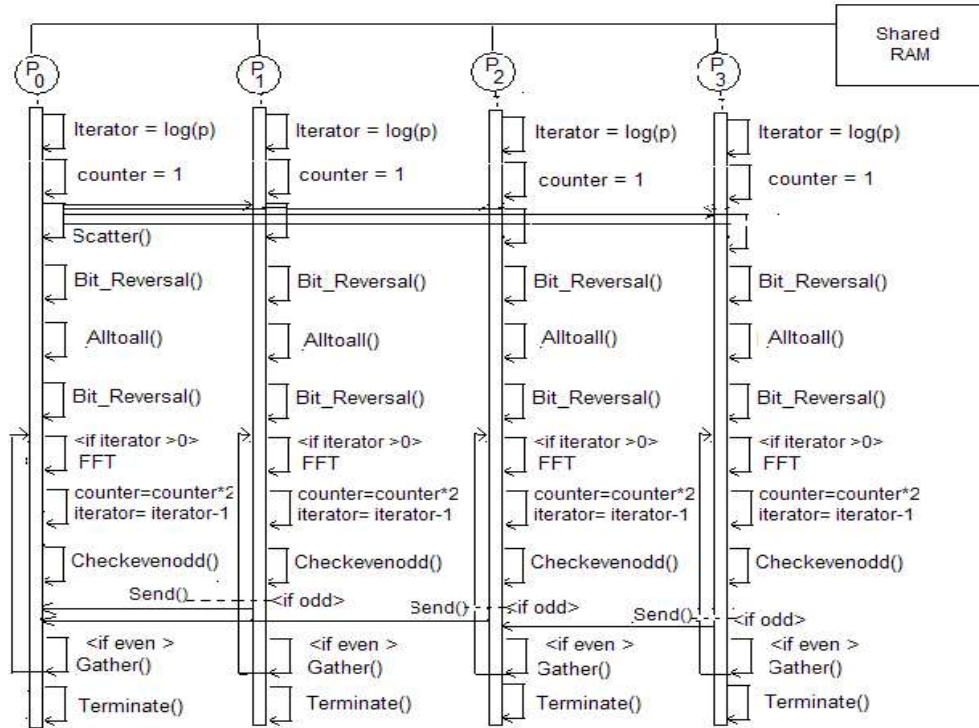 Shared
RAM
P0 P1 P2 P3
Iterator = log(p) Iterator = log(p) Iterator = log(p) Iterator = log(p)
counter = 1 counter = 1 counter = 1 counter = 1
Scatter()
Bit_Reversal() Bit_Reversal() Bit_Reversal() Bit_Reversal()
Alltoall() Alltoall() Alltoall() Alltoall()
Bit_Reversal() Bit_Reversal() Bit_Reversal() Bit_Reversal()
<if iterator >0> <if iterator >0> <if iterator >0> <if iterator >0>
FFT FFT FFT FFT
counter=counter*2 counter=counter*2 counter=counter*2 counter=counter*2
iterator= iterator-1 iterator= iterator-1 iterator= iterator-1 iterator= iterator-1
Checkevenodd() Checkevenodd() Checkevenodd() Checkevenodd()
Send() <if odd> Send() <if odd> Send() <if odd>
<if even > <if even > <if even > <if even >
Gather() Gather() Gather() Gather()
Terminate() Terminate() Terminate() Terminate()